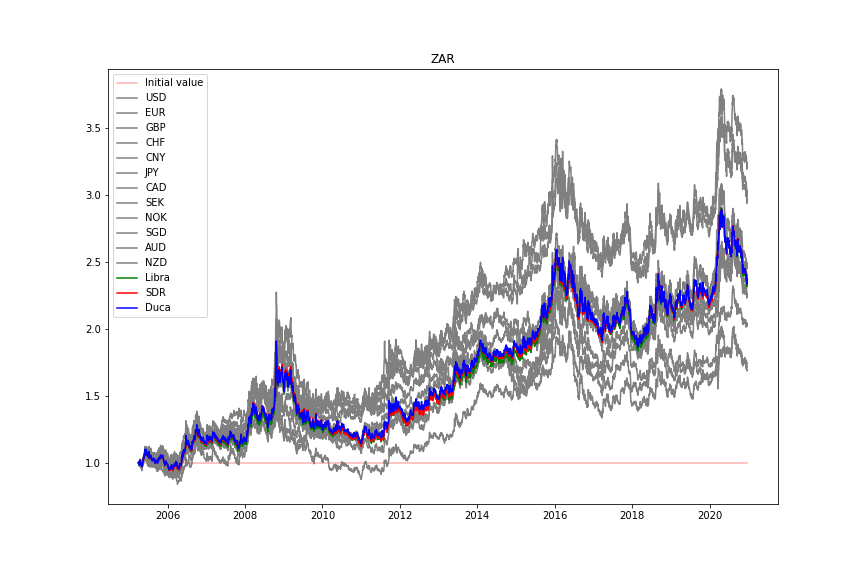 ZAR
Initial value
USD
EUR
GBP
CHF
CNY
JPY
CAD
SEK
NOK
SGD
AUD
NZD
Libra
SDR
Duca
3.5
3.0
2.5
2.0
1.5
1.0
2006 2008 2010 2012 2014 2016 2018 2020